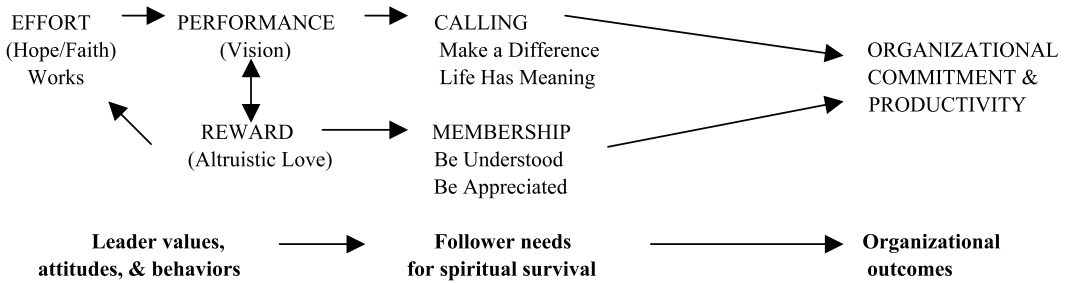 EFFORT
(Hope/Faith)
Works
PERFORMANCE
(Vision)
REWARD
(Altruistic Love)
CALLING
Make a Difference
Life Has Meaning
MEMBERSHIP
Be Understood
Be Appreciated
ORGANIZATIONAL
COMMITMENT &
PRODUCTIVITY
Leader values,
attitudes, & behaviors
Follower needs
for spiritual survival
Organizational
outcomes